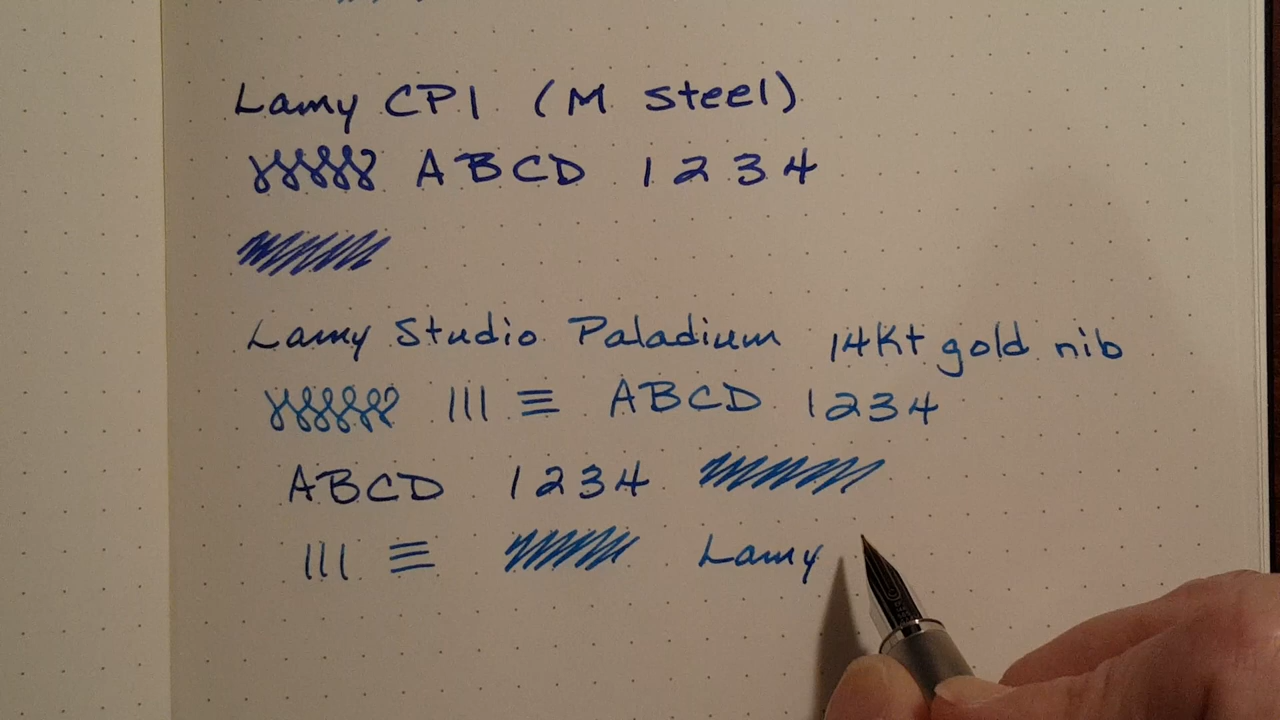 Lamy CP1 (M steel)
ABCD 1234
Lamy Studio Paladium 14Kt gold nib
||| ≡ ABCD 1234
ABCD 1234
||| ≡ Lamy